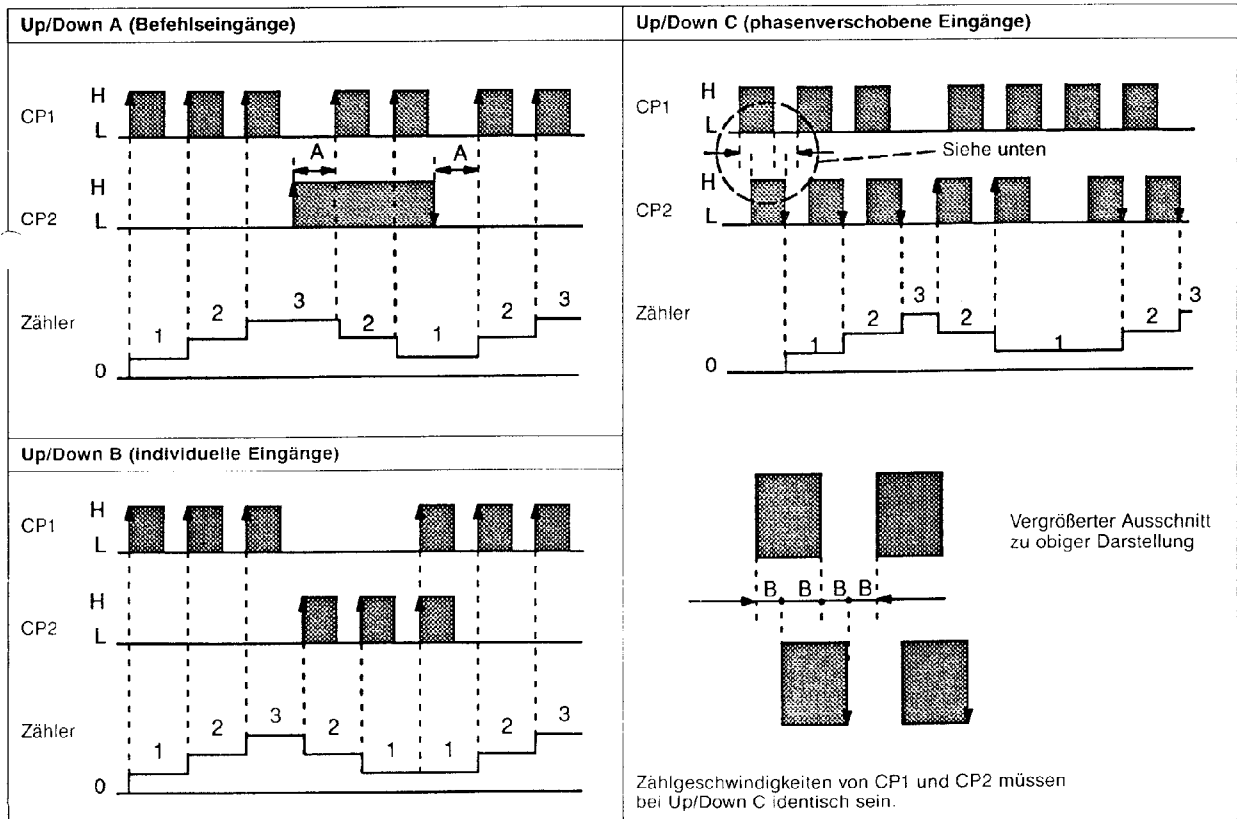 Up/Down A (Befehlseingänge)
H
CP1
L
A A
H
CP2
L
Zähler
1 2 3 2 1 2 3
0
Up/Down B (individuelle Eingänge)
H
CP1
L
H
CP2
L
Zähler
1 2 3 2 1 1 2 3
0
Up/Down C (phasenverschobene Eingänge)
H
CP1
L
Siehe unten
H
CP2
L
Zähler
1 2 3 2 1 2 3
0
Vergrößerter Ausschnitt
zu obiger Darstellung
B B B B
Zählgeschwindigkeiten von CP1 und CP2 müssen
bei Up/Down C identisch sein.